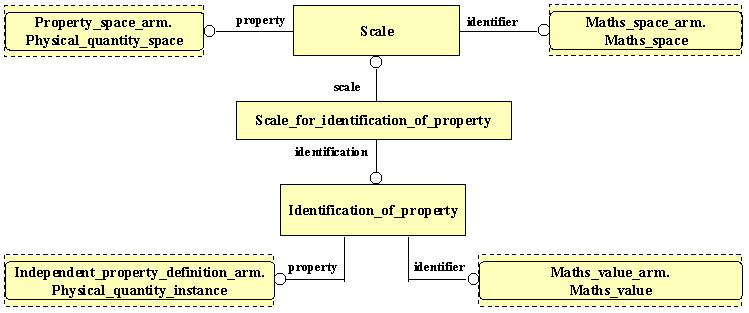 Property_space_arm.
Physical_quantity_space
property
Scale
identifier
Maths_space_arm.
Maths_space
scale
Scale_for_identification_of_property
identification
Identification_of_property
Independent_property_definition_arm.
Physical_quantity_instance
property
identifier
Maths_value_arm.
Maths_value